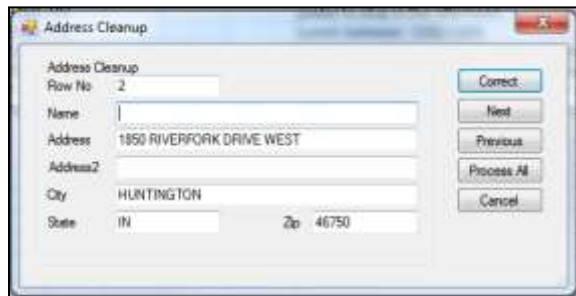 Address Cleanup
Address Cleanup
Row No 2
Correct
Name
Next
Address 1850 RIVERFORK DRIVE WEST
Previous
Address2
Process All
City HUNTINGTON
Cancel
State IN Zip 46750